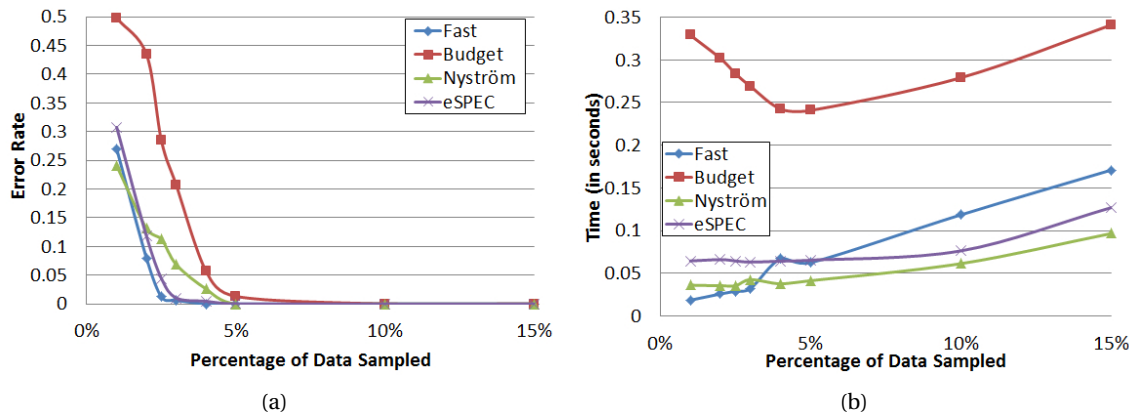 0.5
0.45
0.4
0.35
0.3
0.25
0.2
0.15
0.1
0.05
0
Error Rate
Fast
Budget
Nyström
eSPEC
0%
5%
10%
15%
Percentage of Data Sampled
(a)
0.35
0.3
0.25
0.2
0.15
0.1
0.05
0
Time (in seconds)
Fast
Budget
Nyström
eSPEC
0%
5%
10%
15%
Percentage of Data Sampled
(b)